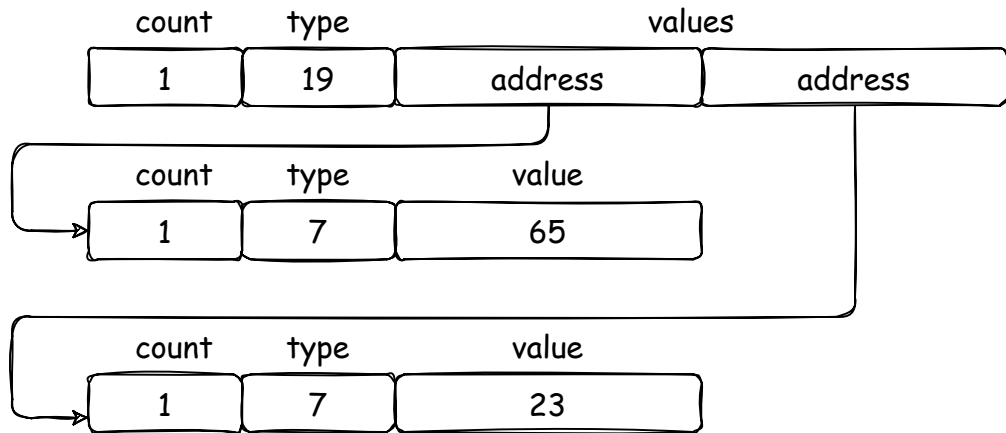 count type values
1 19 address address
count type value
1 7 65
count type value
1 7 23